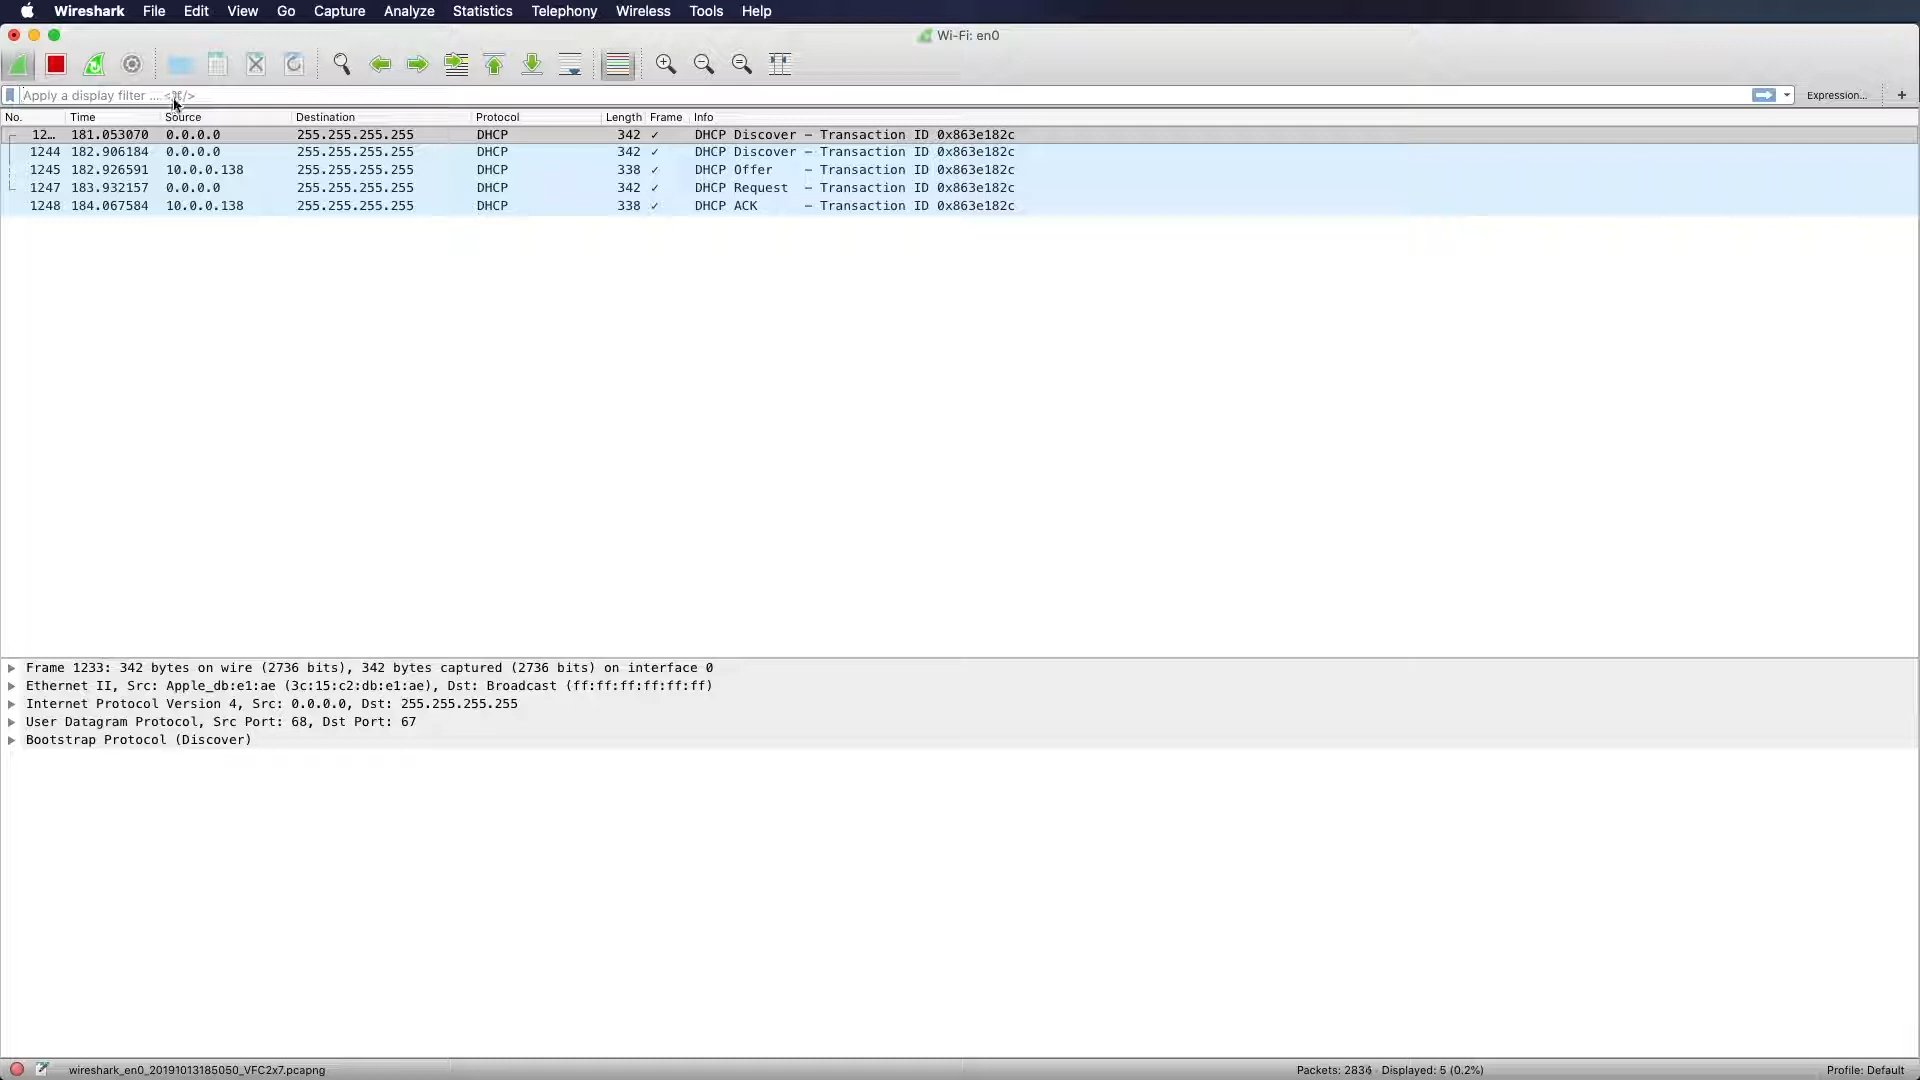 Wireshark File Edit View Go Capture Analyze Statistics Telephony Wireless Tools Help
Wi-Fi: en0
Apply a display filter ... <⌘/>
Expression... +
No. Time Source Destination Protocol Length Frame Info
12… 181.053070 0.0.0.0 255.255.255.255 DHCP 342 ✓ DHCP Discover – Transaction ID 0x863e182c
1244 182.906184 0.0.0.0 255.255.255.255 DHCP 342 ✓ DHCP Discover – Transaction ID 0x863e182c
1245 182.926591 10.0.0.138 255.255.255.255 DHCP 338 ✓ DHCP Offer – Transaction ID 0x863e182c
1247 183.932157 0.0.0.0 255.255.255.255 DHCP 342 ✓ DHCP Request – Transaction ID 0x863e182c
1248 184.067584 10.0.0.138 255.255.255.255 DHCP 338 ✓ DHCP ACK – Transaction ID 0x863e182c
Frame 1233: 342 bytes on wire (2736 bits), 342 bytes captured (2736 bits) on interface 0
Ethernet II, Src: Apple_db:e1:ae (3c:15:c2:db:e1:ae), Dst: Broadcast (ff:ff:ff:ff:ff:ff)
Internet Protocol Version 4, Src: 0.0.0.0, Dst: 255.255.255.255
User Datagram Protocol, Src Port: 68, Dst Port: 67
Bootstrap Protocol (Discover)
wireshark_en0_20191013185050_VFC2x7.pcapng Packets: 2836 · Displayed: 5 (0.2%) Profile: Default